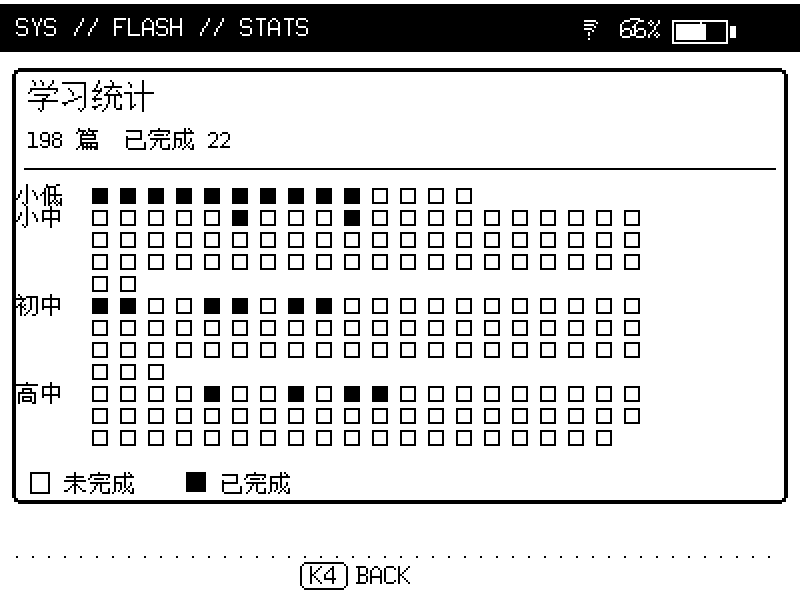 SYS // FLASH // STATS 66%
学习统计
198 篇 已完成 22
小低
小中
初中
高中
未完成 已完成
K4 BACK